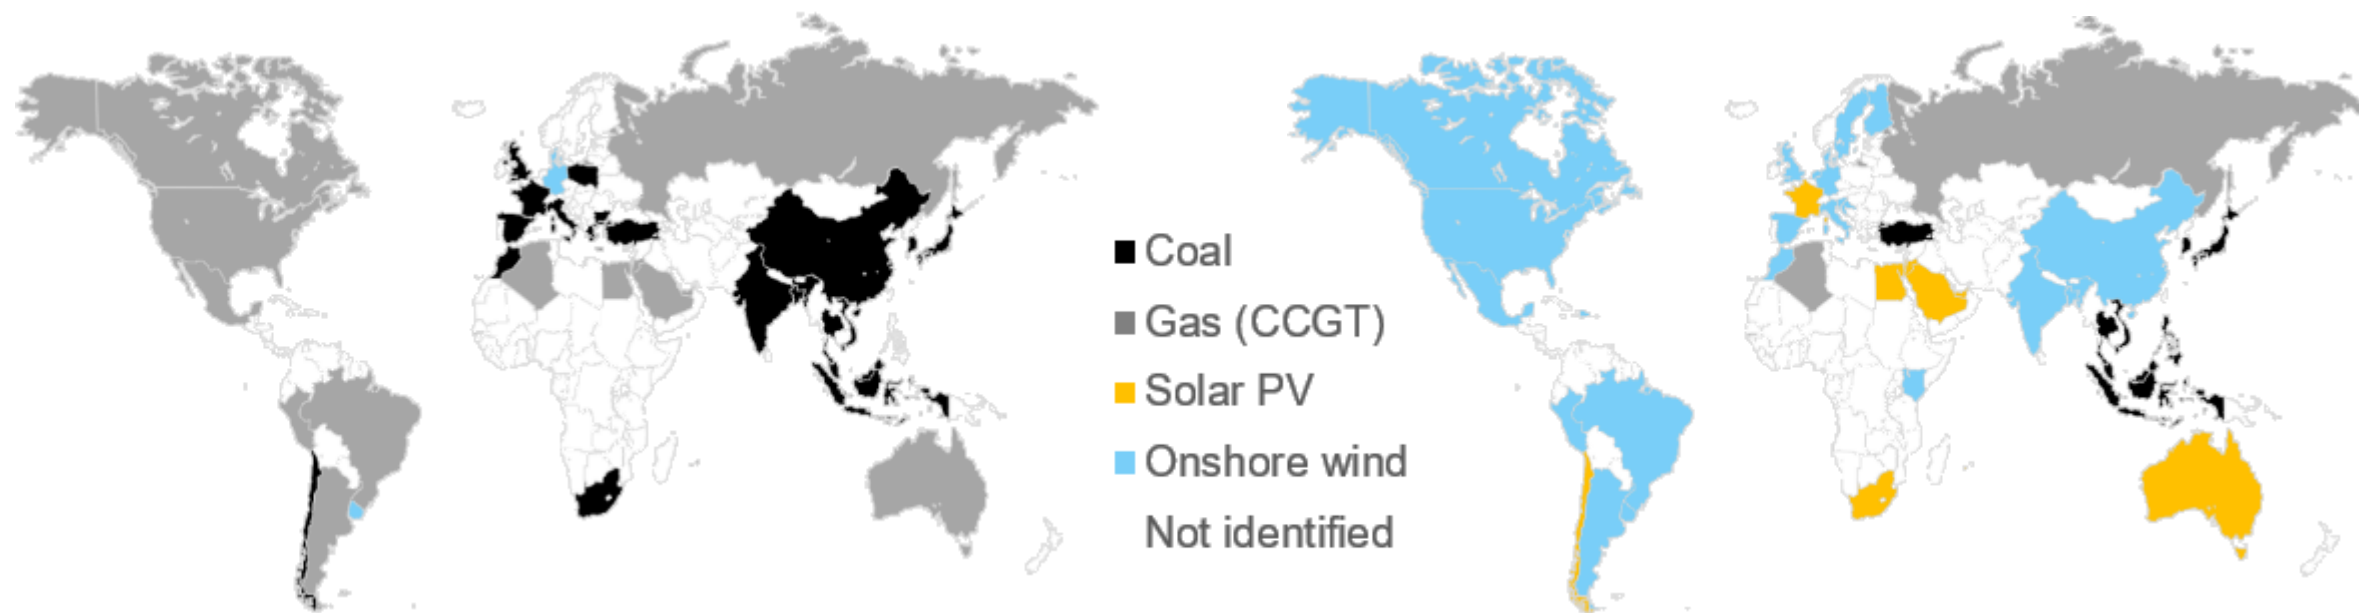 Coal
Gas (CCGT)
Solar PV
Onshore wind
Not identified